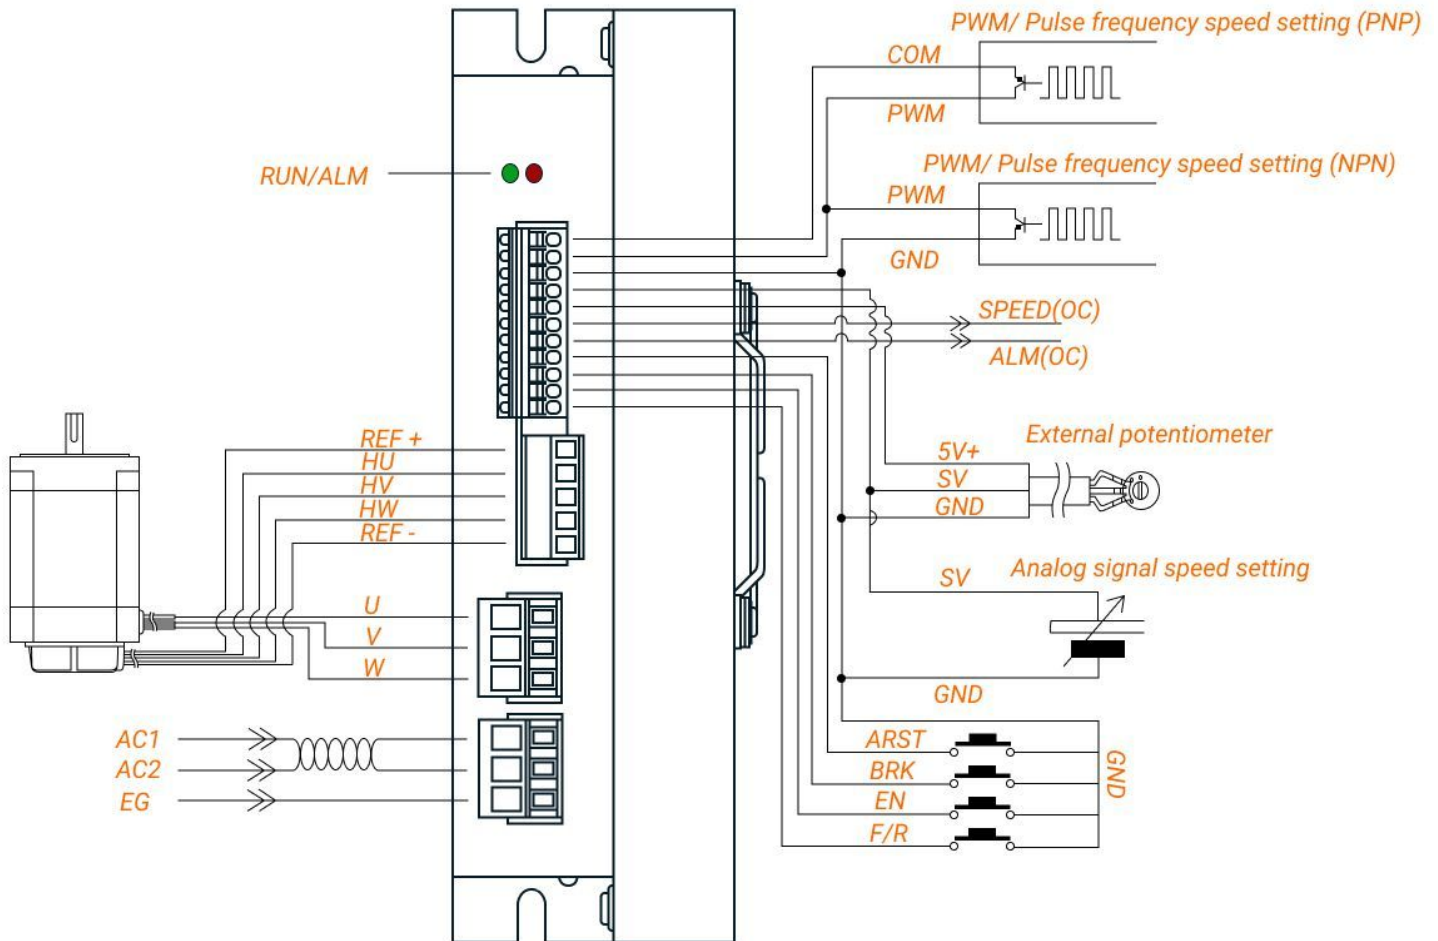 PWM/ Pulse frequency speed setting (PNP)
COM
PWM
PWM/ Pulse frequency speed setting (NPN)
RUN/ALM
PWM
GND
SPEED(OC)
ALM(OC)
External potentiometer
REF +
HU
HV
HW
REF -
5V+
SV
GND
Analog signal speed setting
SV
U
V
W
GND
AC1
AC2
EG
ARST
BRK
EN
F/R
GND